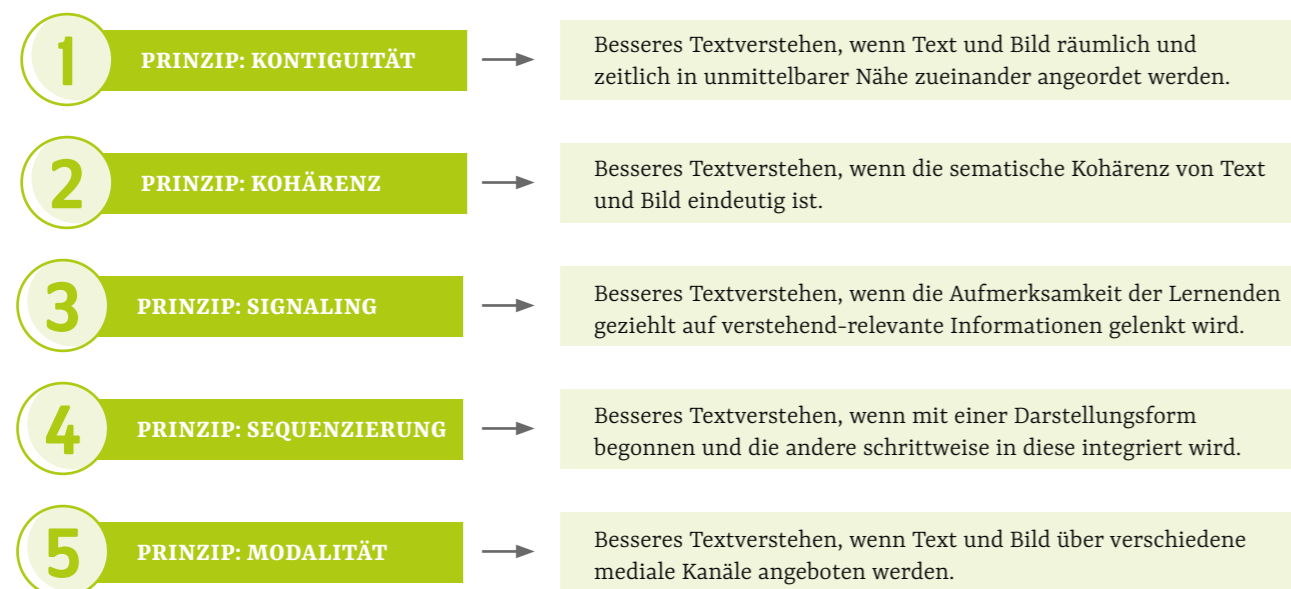 1
PRINZIP: KONTIGUITÄT
Besseres Textverstehen, wenn Text und Bild räumlich und
zeitlich in unmittelbarer Nähe zueinander angeordet werden.
2
PRINZIP: KOHÄRENZ
Besseres Textverstehen, wenn die sematische Kohärenz von Text
und Bild eindeutig ist.
3
PRINZIP: SIGNALING
Besseres Textverstehen, wenn die Aufmerksamkeit der Lernenden
geziehlt auf verstehend-relevante Informationen gelenkt wird.
4
PRINZIP: SEQUENZIERUNG
Besseres Textverstehen, wenn mit einer Darstellungsform
begonnen und die andere schrittweise in diese integriert wird.
5
PRINZIP: MODALITÄT
Besseres Textverstehen, wenn Text und Bild über verschiedene
mediale Kanäle angeboten werden.